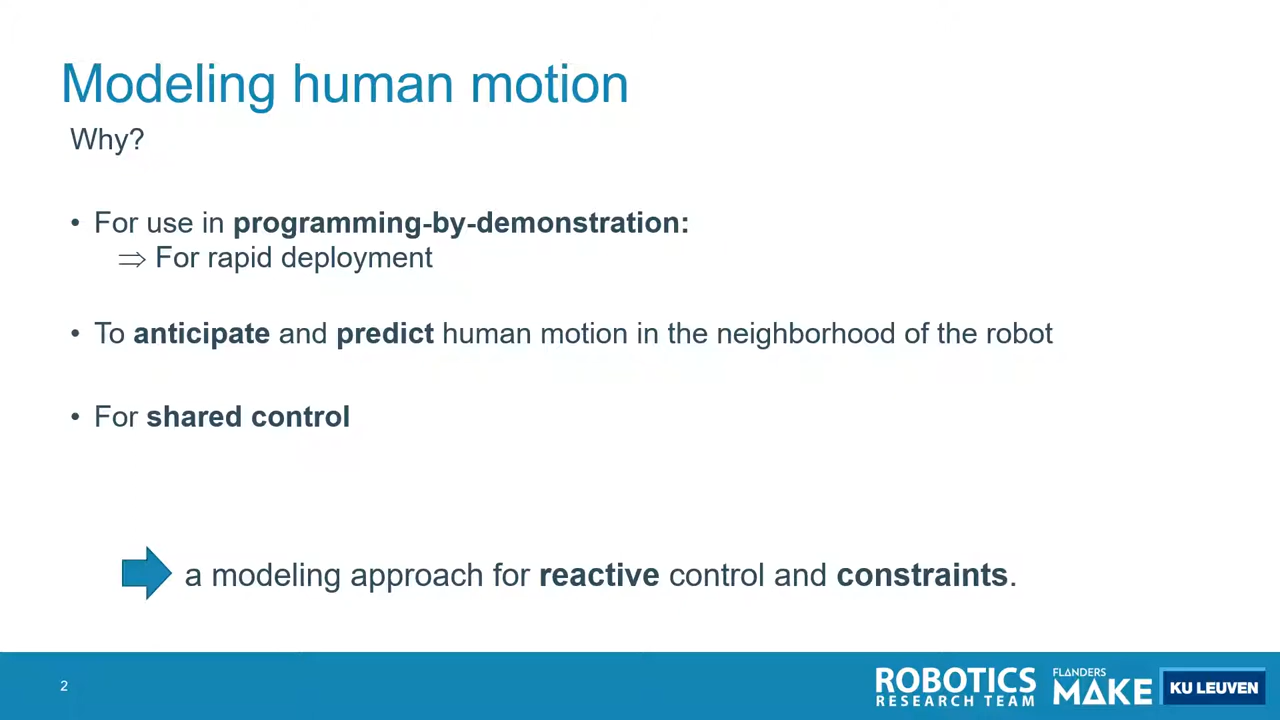 Modeling human motion
Why?
• For use in programming-by-demonstration:
⇒ For rapid deployment
• To anticipate and predict human motion in the neighborhood of the robot
• For shared control
a modeling approach for reactive control and constraints.
2
ROBOTICS
RESEARCH TEAM
FLANDERS
MAKE
KU LEUVEN